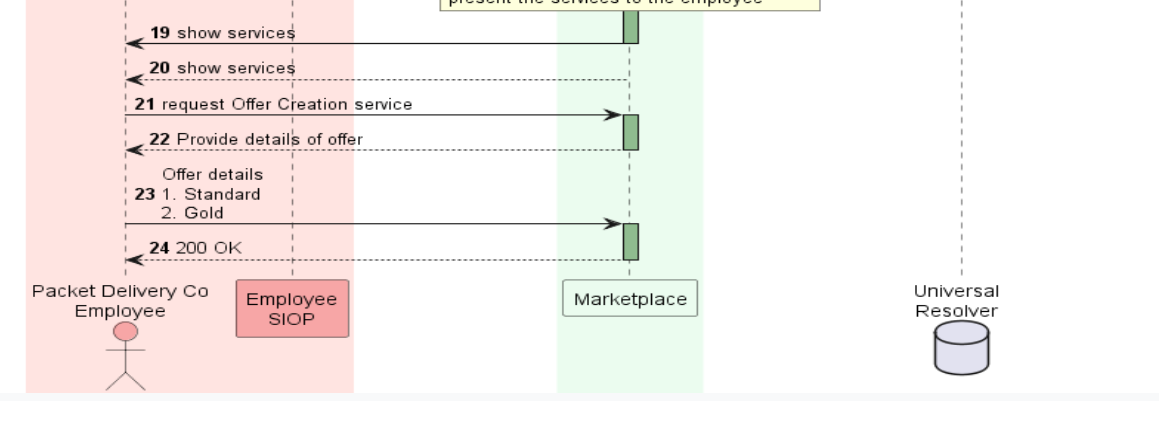 present the services to the employee
19 show services
20 show services
21 request Offer Creation service
22 Provide details of offer
Offer details
23 1. Standard
2. Gold
24 200 OK
Packet Delivery Co
Employee
Employee
SIOP
Marketplace
Universal
Resolver